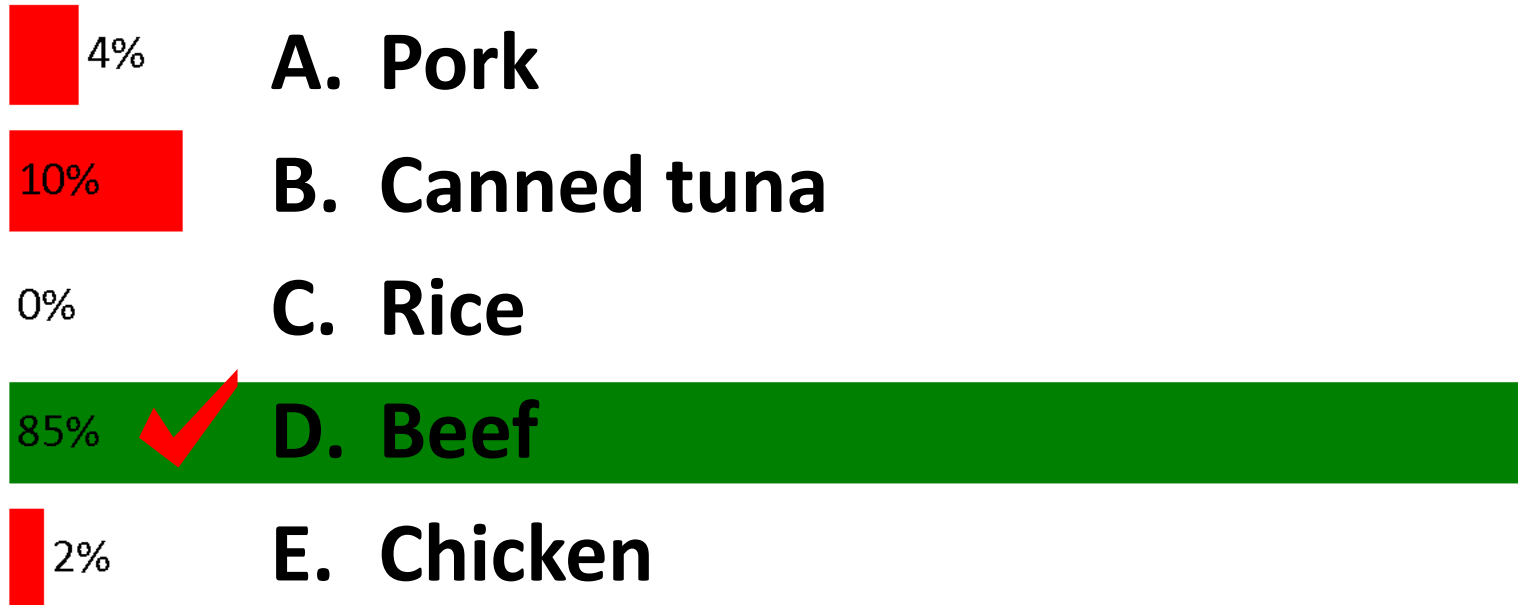 4% A. Pork
10% B. Canned tuna
0% C. Rice
85% D. Beef
2% E. Chicken